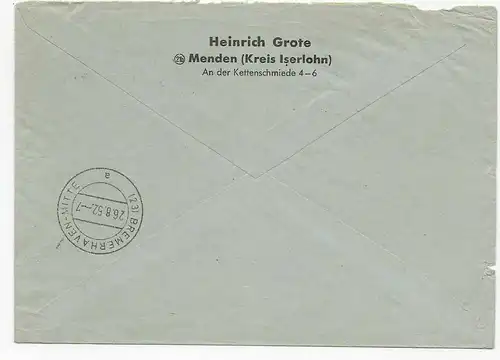 Heinrich Grote
(21b) Menden (Kreis Iserlohn)
An der Kettenschmiede 4–6
(23) BREMERHAVEN-MITTE
26.8.52.–7
a